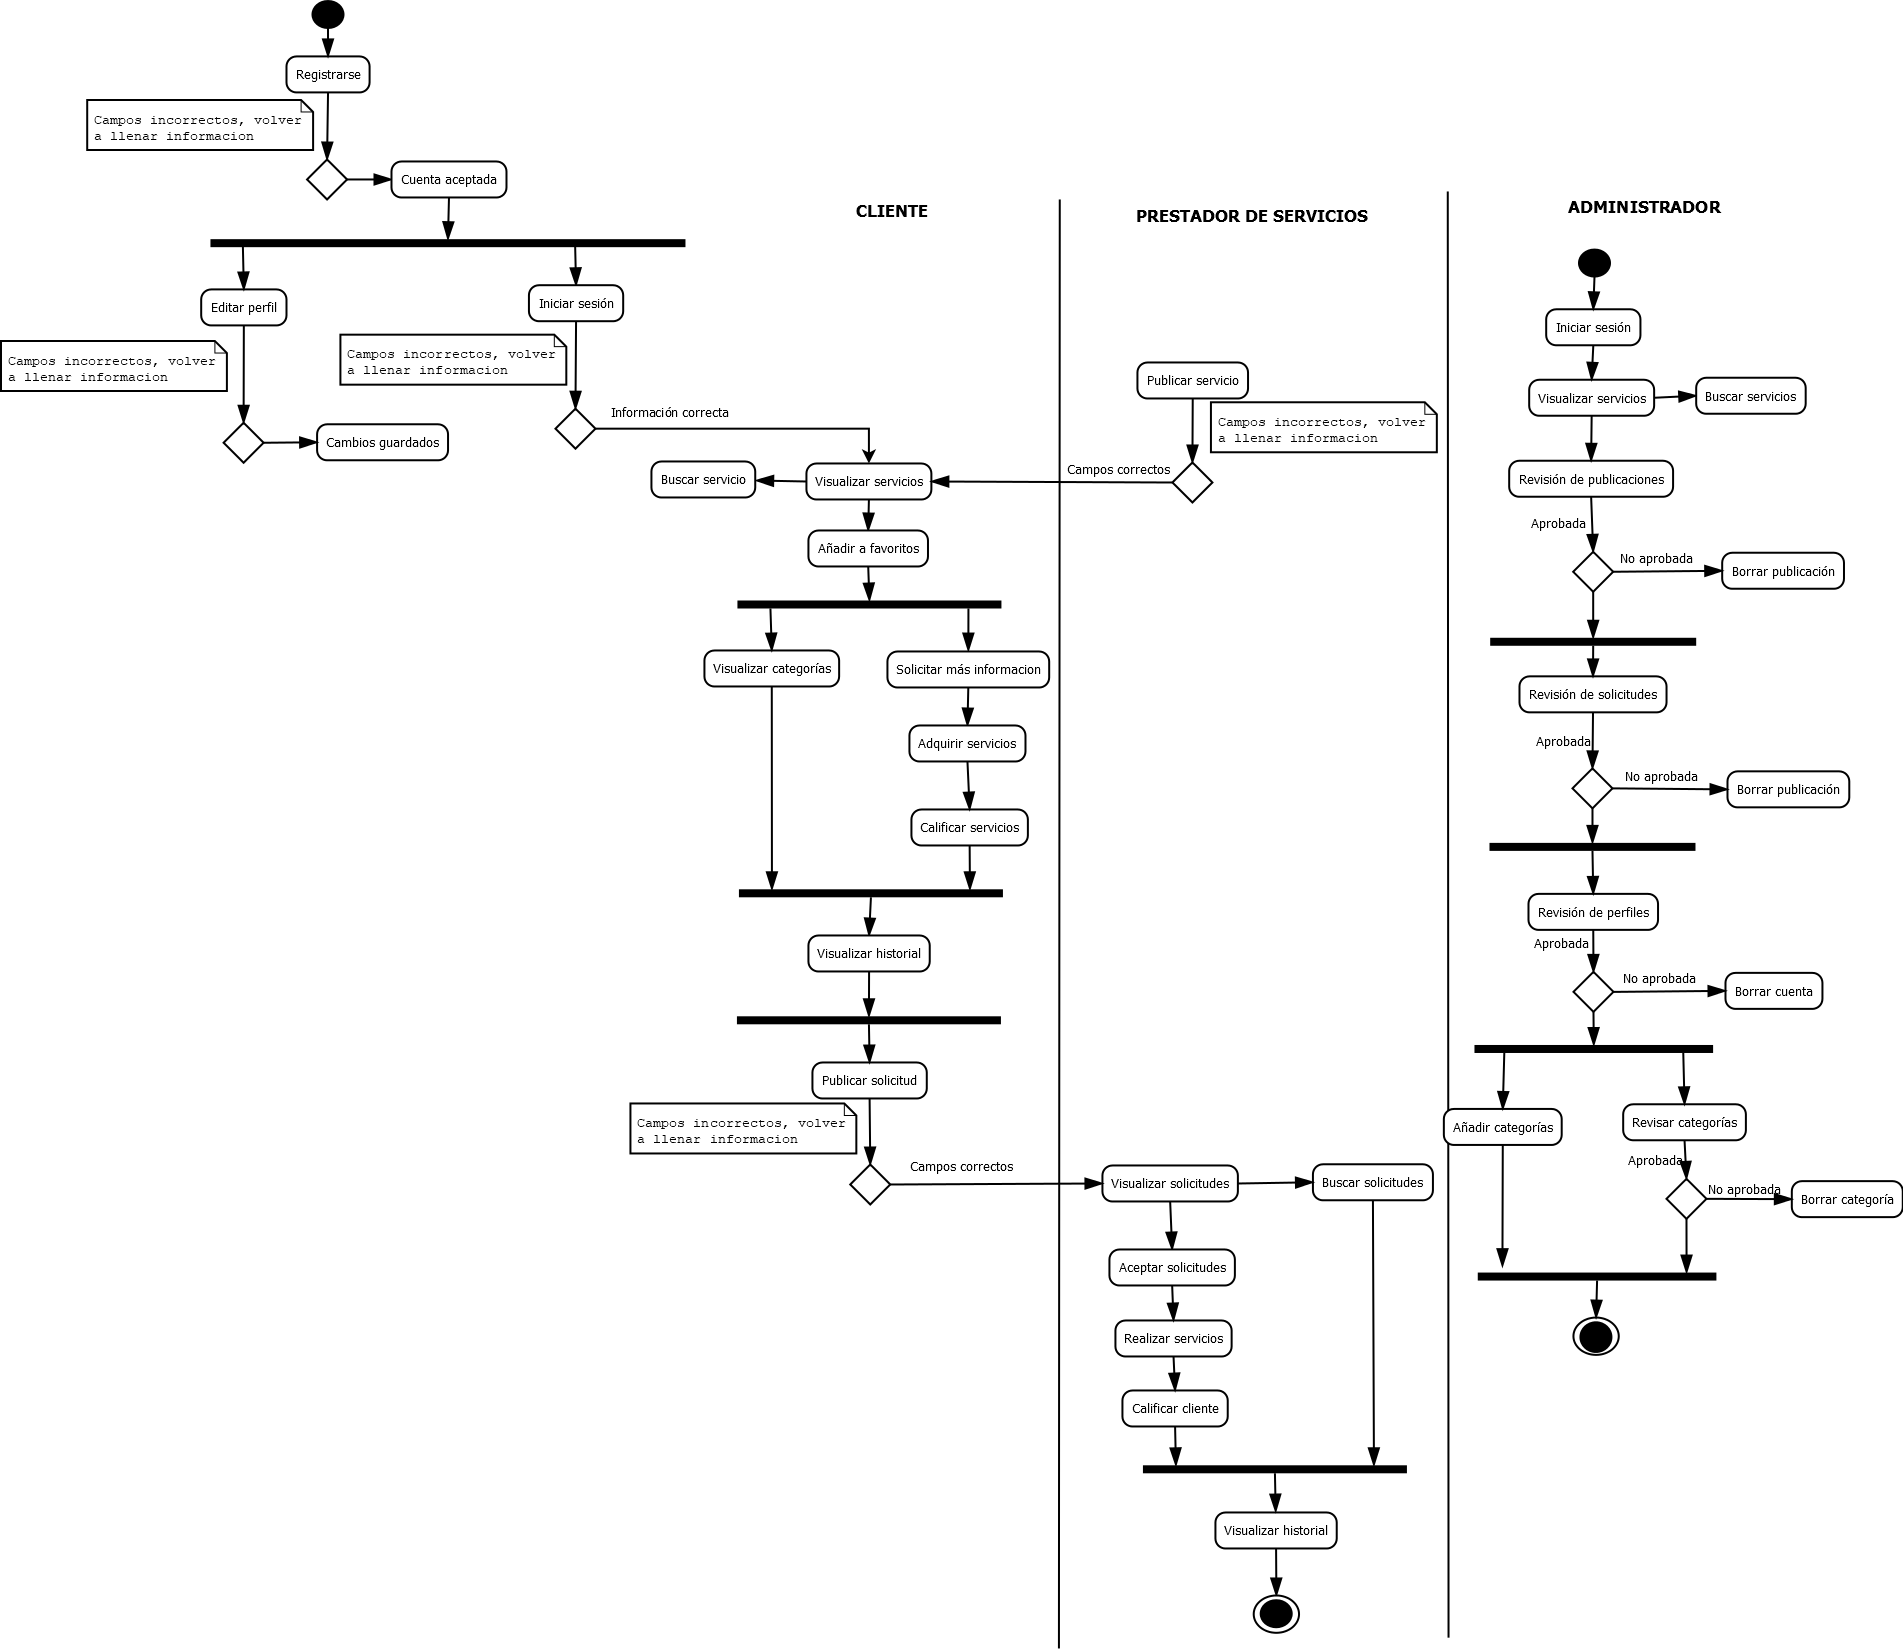 Registrarse
Campos incorrectos, volver
a llenar informacion
Cuenta aceptada
Editar perfil
Campos incorrectos, volver
a llenar informacion
Cambios guardados
Iniciar sesión
Campos incorrectos, volver
a llenar informacion
Información correcta
CLIENTE
Buscar servicio
Visualizar servicios
Añadir a favoritos
Visualizar categorías
Solicitar más informacion
Adquirir servicios
Calificar servicios
Visualizar historial
Publicar solicitud
Campos incorrectos, volver
a llenar informacion
Campos correctos
PRESTADOR DE SERVICIOS
Publicar servicio
Campos incorrectos, volver
a llenar informacion
Campos correctos
Visualizar solicitudes
Buscar solicitudes
Aceptar solicitudes
Realizar servicios
Calificar cliente
Visualizar historial
ADMINISTRADOR
Iniciar sesión
Visualizar servicios
Buscar servicios
Revisión de publicaciones
Aprobada
No aprobada
Borrar publicación
Revisión de solicitudes
Aprobada
No aprobada
Borrar publicación
Revisión de perfiles
Aprobada
No aprobada
Borrar cuenta
Añadir categorías
Revisar categorías
Aprobada
No aprobada
Borrar categoría